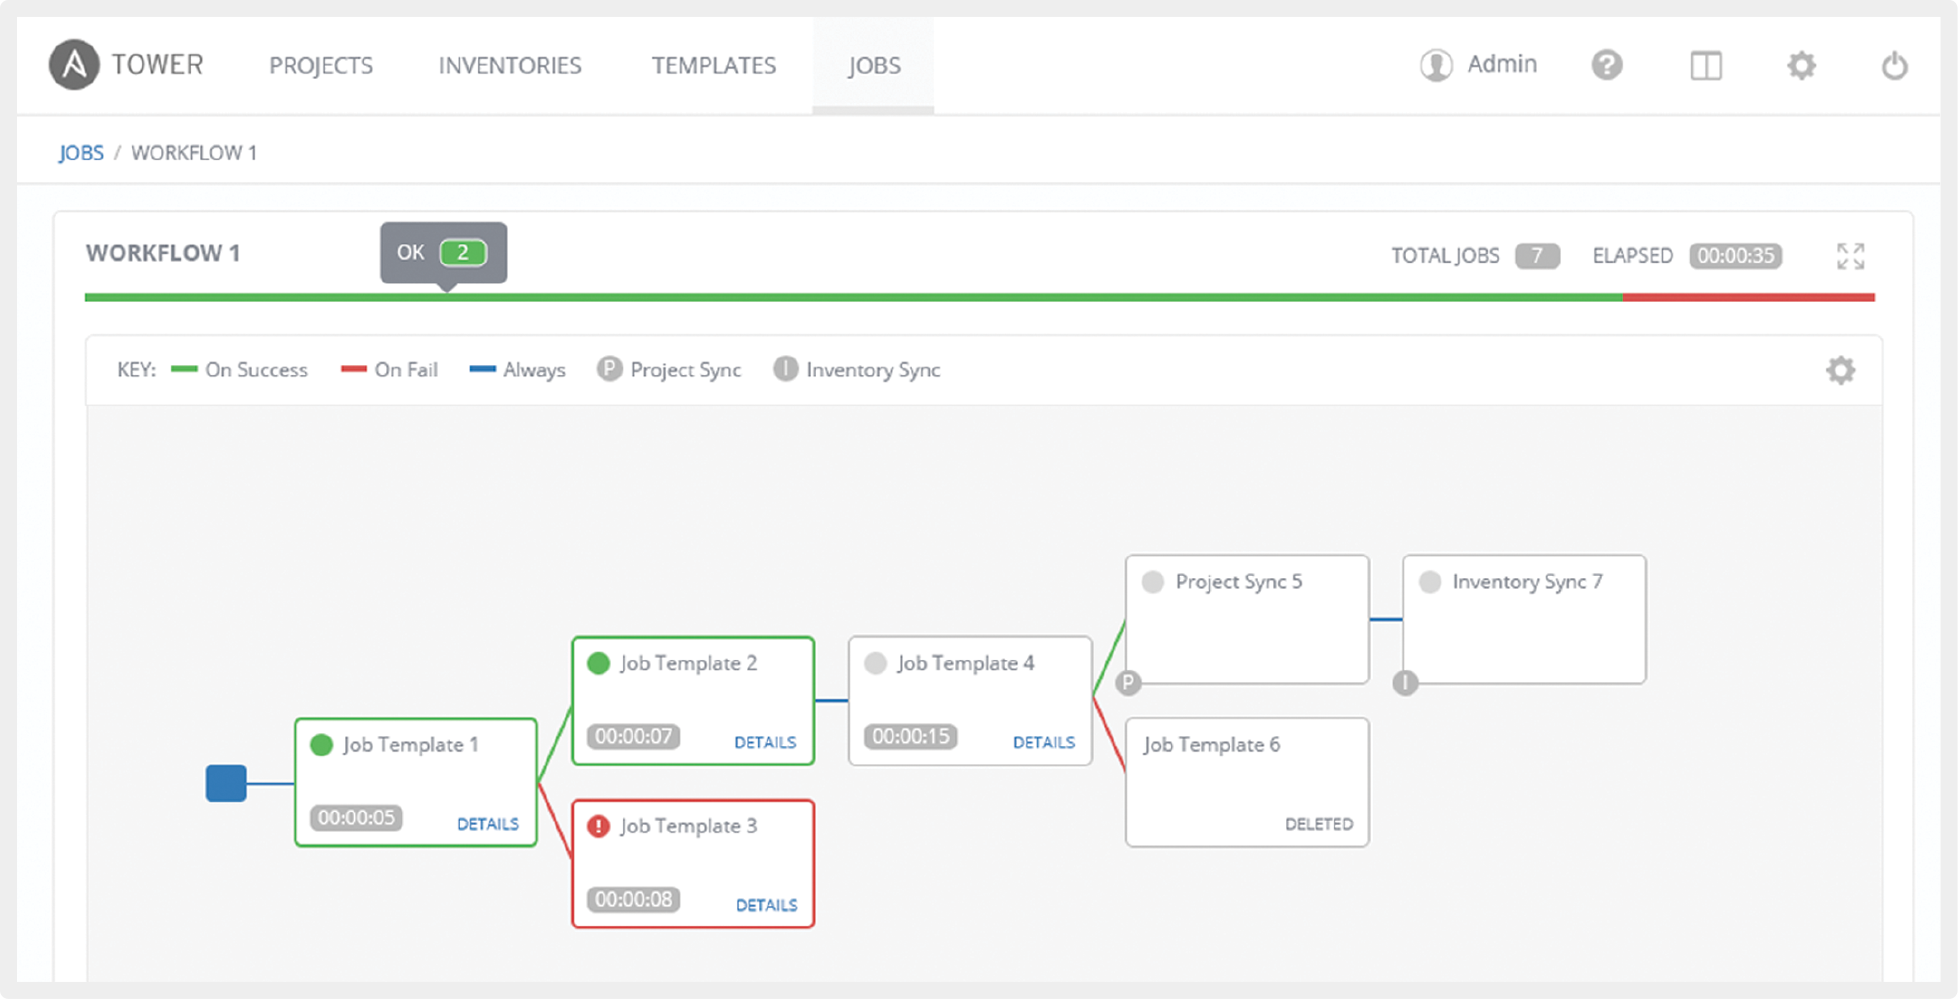 TOWER PROJECTS INVENTORIES TEMPLATES JOBS Admin ?
JOBS / WORKFLOW 1
WORKFLOW 1 OK 2 TOTAL JOBS 7 ELAPSED 00:00:35
KEY: On Success On Fail Always P Project Sync I Inventory Sync
Project Sync 5
P
Inventory Sync 7
I
Job Template 2
00:00:07 DETAILS
Job Template 4
00:00:15 DETAILS
Job Template 1
00:00:05 DETAILS
Job Template 6
DELETED
! Job Template 3
00:00:08 DETAILS